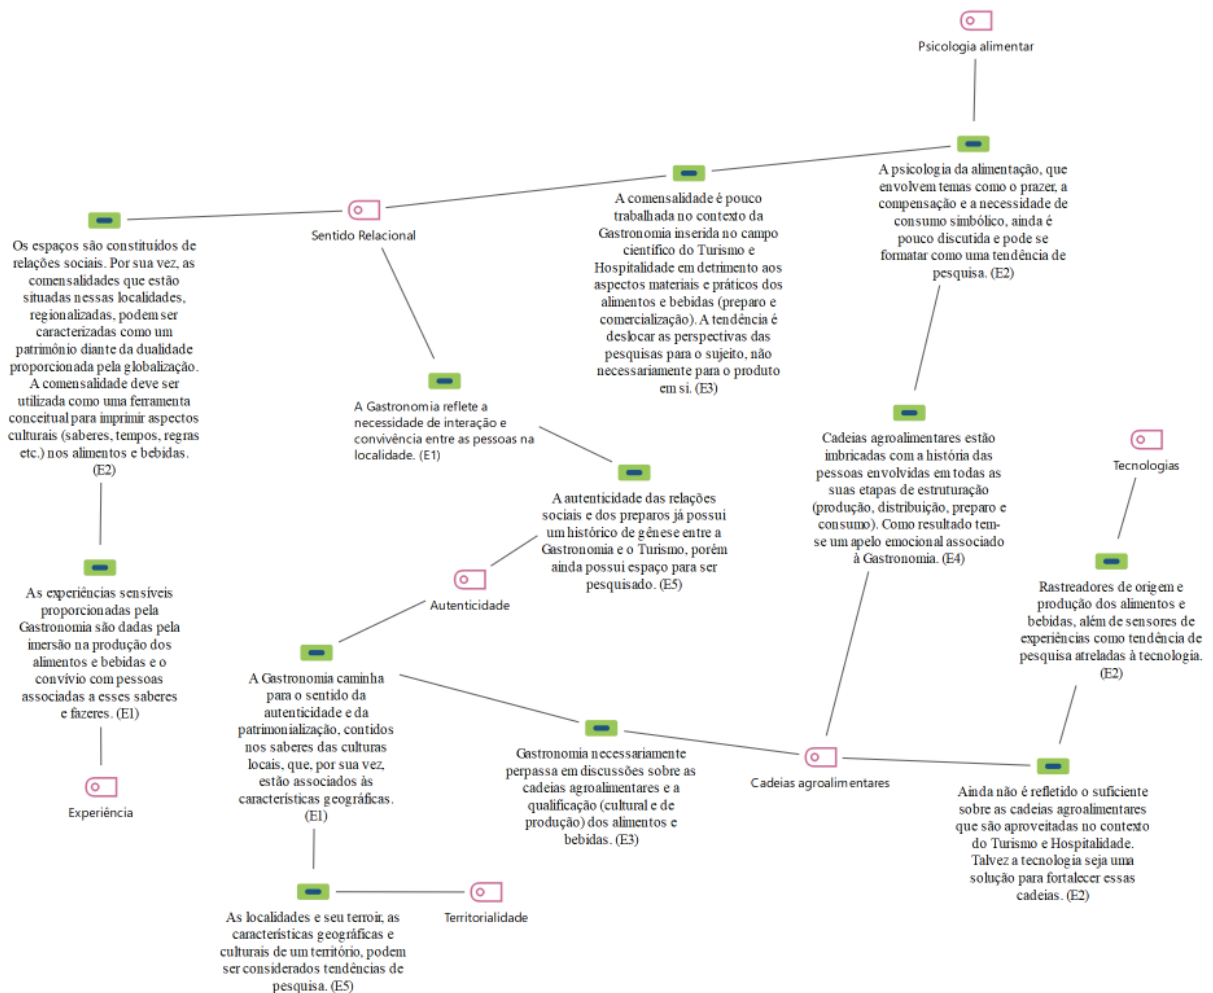 Psicologia alimentar
A psicologia da alimentação, que
envolvem temas como o prazer, a
compensação e a necessidade de
consumo simbólico, ainda é
pouco discutida e pode se
formatar como uma tendência de
pesquisa. (E2)
A comensalidade é pouco
trabalhada no contexto da
Gastronomia inserida no campo
científico do Turismo e
Hospitalidade em detrimento aos
aspectos materiais e práticos dos
alimentos e bebidas (preparo e
comercialização). A tendência é
deslocar as perspectivas das
pesquisas para o sujeito, não
necessariamente para o produto
em si. (E3)
Sentido Relacional
Os espaços são constituídos de
relações sociais. Por sua vez, as
comensalidades que estão
situadas nessas localidades,
regionalizadas, podem ser
caracterizadas como um
patrimônio diante da dualidade
proporcionada pela globalização.
A comensalidade deve ser
utilizada como uma ferramenta
conceitual para imprimir aspectos
culturais (saberes, tempos, regras
etc.) nos alimentos e bebidas.
(E2)
A Gastronomia reflete a
necessidade de interação e
convivência entre as pessoas na
localidade. (E1)
Cadeias agroalimentares estão
imbricadas com a história das
pessoas envolvidas em todas as
suas etapas de estruturação
(produção, distribuição, preparo e
consumo). Como resultado tem-
se um apelo emocional associado
à Gastronomia. (E4)
Tecnologias
A autenticidade das relações
sociais e dos preparos já possui
um histórico de gênese entre a
Gastronomia e o Turismo, porém
ainda possui espaço para ser
pesquisado. (E5)
Autenticidade
As experiências sensíveis
proporcionadas pela
Gastronomia são dadas pela
imersão na produção dos
alimentos e bebidas e o
convívio com pessoas
associadas a esses saberes
e fazeres. (E1)
Rastreadores de origem e
produção dos alimentos e
bebidas, além de sensores de
experiências como tendência de
pesquisa atreladas à tecnologia.
(E2)
A Gastronomia caminha
para o sentido da
autenticidade e da
patrimonialização, contidos
nos saberes das culturas
locais, que, por sua vez,
estão associados às
características geográficas.
(E1)
Gastronomia necessariamente
perpassa em discussões sobre as
cadeias agroalimentares e a
qualificação (cultural e de
produção) dos alimentos e
bebidas. (E3)
Cadeias agroalimentares
Experiência
Ainda não é refletido o suficiente
sobre as cadeias agroalimentares
que são aproveitadas no contexto
do Turismo e Hospitalidade.
Talvez a tecnologia seja uma
solução para fortalecer essas
cadeias. (E2)
As localidades e seu terroir, as
características geográficas e
culturais de um território, podem
ser considerados tendências de
pesquisa. (E5)
Territorialidade